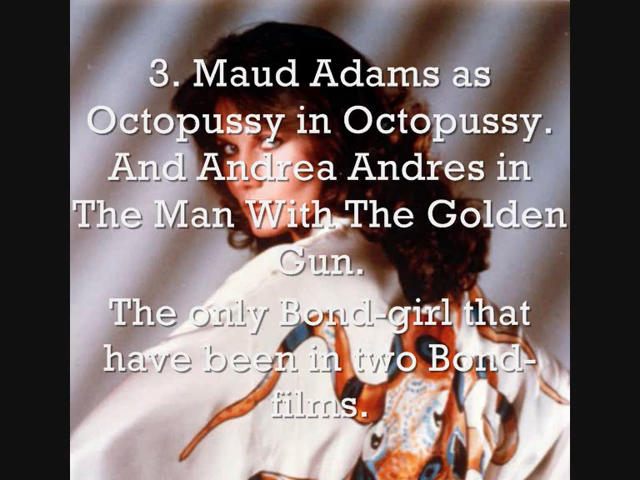 3. Maud Adams as
Octopussy in Octopussy.
And Andrea Andres in
The Man With The Golden
Gun.
The only Bond-girl that
have been in two Bond-
films.